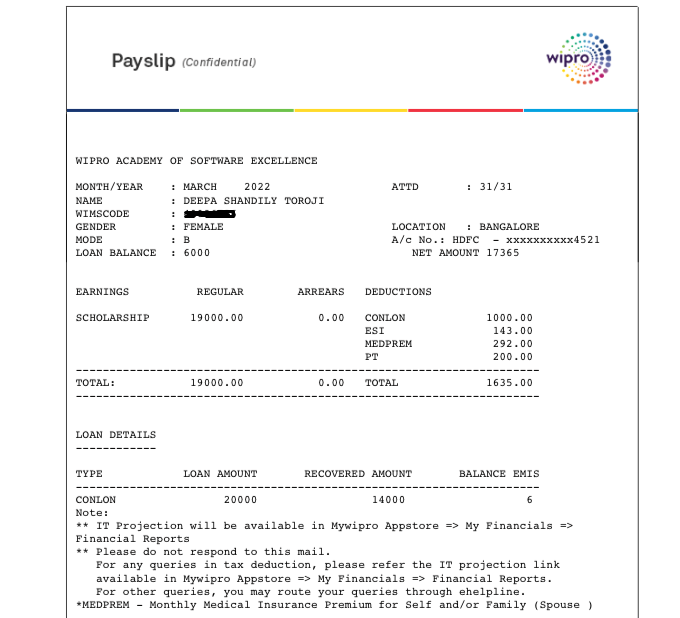 Payslip (Confidential)
wipro
WIPRO ACADEMY OF SOFTWARE EXCELLENCE
MONTH/YEAR : MARCH 2022 ATTD : 31/31
NAME : DEEPA SHANDILY TOROJI
WIMSCODE :
GENDER : FEMALE LOCATION : BANGALORE
MODE : B A/c No.: HDFC - xxxxxxxxxx4521
LOAN BALANCE : 6000 NET AMOUNT 17365
EARNINGS REGULAR ARREARS DEDUCTIONS
SCHOLARSHIP 19000.00 0.00 CONLON 1000.00
ESI 143.00
MEDPREM 292.00
PT 200.00
TOTAL: 19000.00 0.00 TOTAL 1635.00
LOAN DETAILS
TYPE LOAN AMOUNT RECOVERED AMOUNT BALANCE EMIS
CONLON 20000 14000 6
Note:
** IT Projection will be available in Mywipro Appstore => My Financials =>
Financial Reports
** Please do not respond to this mail.
For any queries in tax deduction, please refer the IT projection link
available in Mywipro Appstore => My Financials => Financial Reports.
For other queries, you may route your queries through ehelpline.
*MEDPREM - Monthly Medical Insurance Premium for Self and/or Family (Spouse )